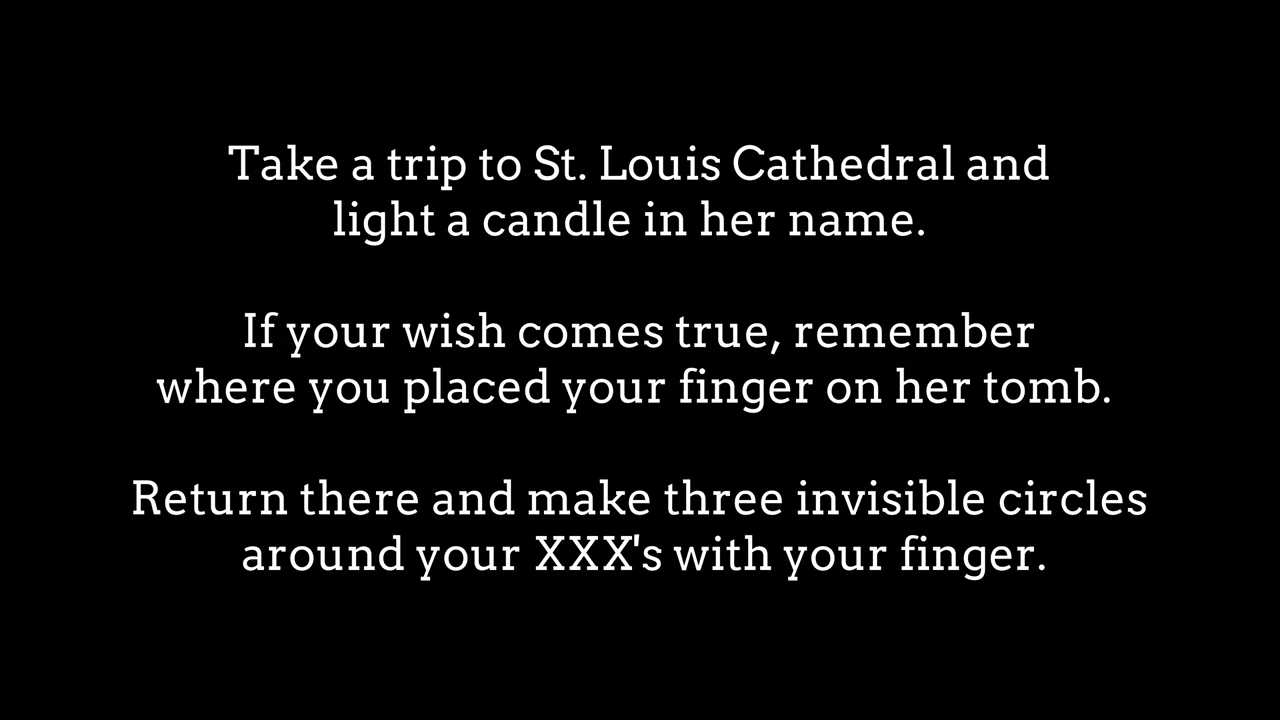 Take a trip to St. Louis Cathedral and
light a candle in her name.
If your wish comes true, remember
where you placed your finger on her tomb.
Return there and make three invisible circles
around your XXX's with your finger.